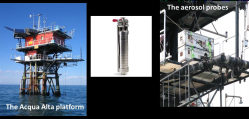 The aerosol probes
The Acqua Alta platform